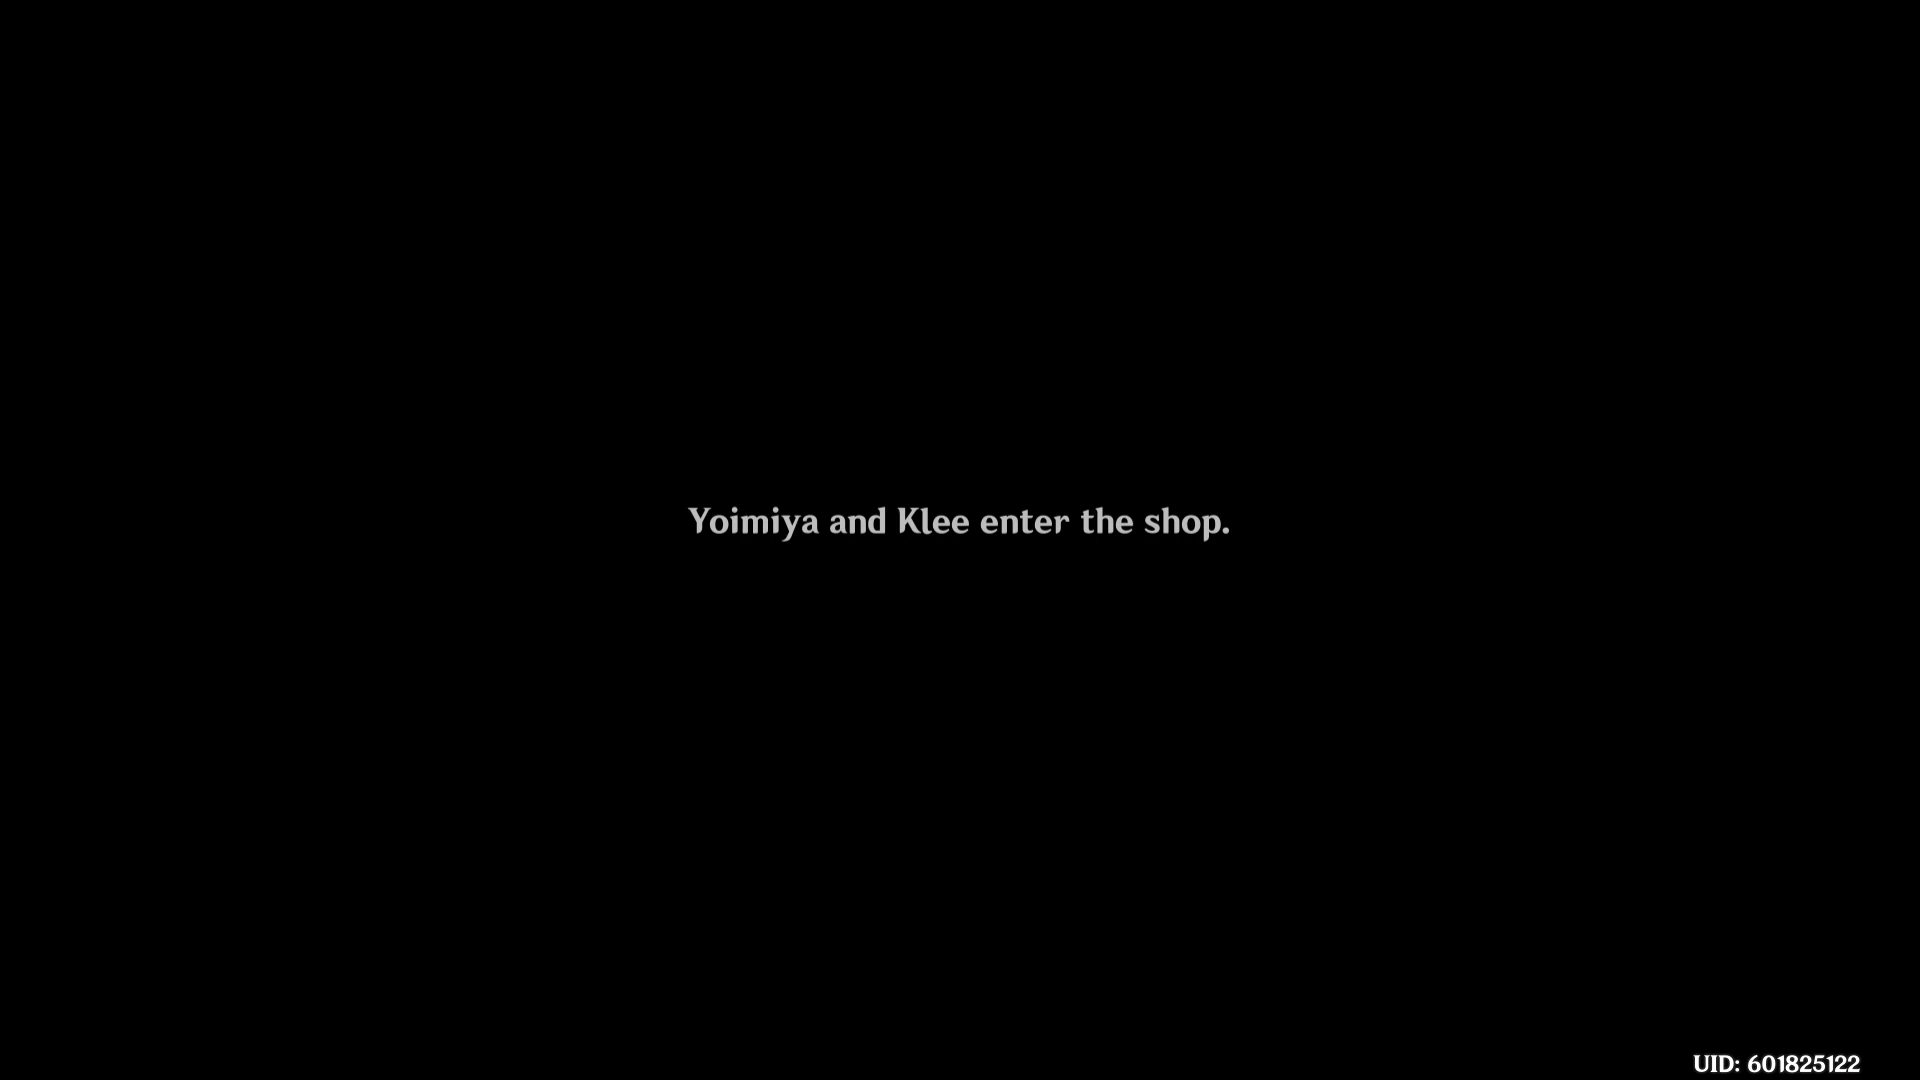 Yoimiya and Klee enter the shop.
UID: 601825122